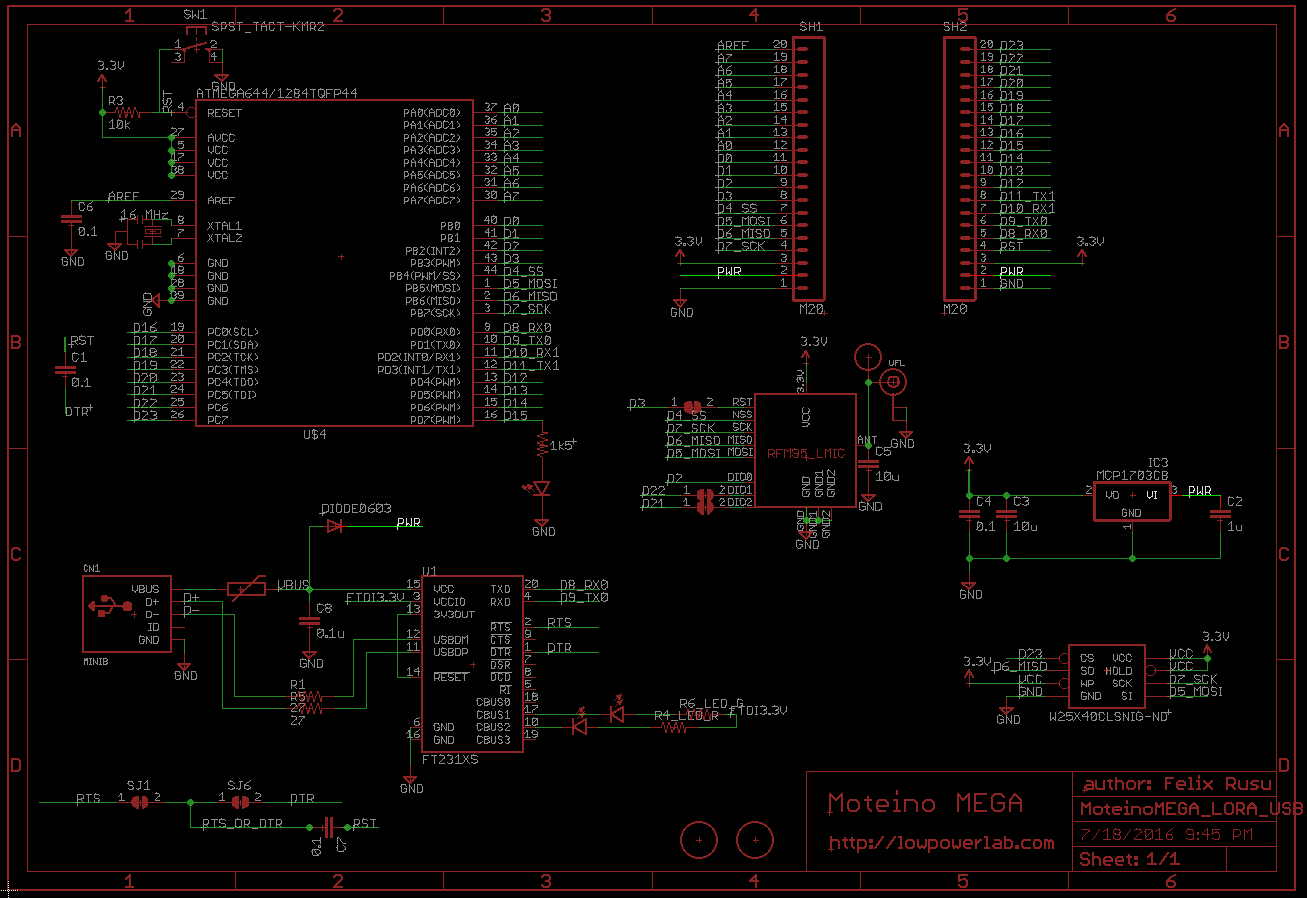 1 2 3 4 5 6
A B C D
SW1
SPST_TACT-KMR2
1 2
3 4
GND
3.3V
R3
10k
RST
ATMEGA644/1284TQFP44
4 RESET
27 AVCC
5 VCC
17 VCC
38 VCC
AREF 29 AREF
C6
0.1
GND
16 MHz
GND
8 XTAL1
7 XTAL2
6 GND
18 GND
28 GND
39 GND
GND
D16 19 PC0(SCL)
D17 20 PC1(SDA)
D18 21 PC2(TCK)
D19 22 PC3(TMS)
D20 23 PC4(TDO)
D21 24 PC5(TDI)
D22 25 PC6
D23 26 PC7
PA0(ADC0) 37 A0
PA1(ADC1) 36 A1
PA2(ADC2) 35 A2
PA3(ADC3) 34 A3
PA4(ADC4) 33 A4
PA5(ADC5) 32 A5
PA6(ADC6) 31 A6
PA7(ADC7) 30 A7
PB0 40 D0
PB1 41 D1
PB2(INT2) 42 D2
PB3(PWM) 43 D3
PB4(PWM/SS) 44 D4_SS
PB5(MOSI) 1 D5_MOSI
PB6(MISO) 2 D6_MISO
PB7(SCK) 3 D7_SCK
PD0(RX0) 9 D8_RX0
PD1(TX0) 10 D9_TX0
PD2(INT0/RX1) 11 D10_RX1
PD3(INT1/TX1) 12 D11_TX1
PD4(PWM) 13 D12
PD5(PWM) 14 D13
PD6(PWM) 15 D14
PD7(PWM) 16 D15
U$4
1k5
GND
RST
C1
0.1
DTR
SH1
AREF 20
A7 19
A6 18
A5 17
A4 16
A3 15
A2 14
A1 13
A0 12
D0 11
D1 10
D2 9
D3 8
D4_SS 7
D5_MOSI 6
D6_MISO 5
D7_SCK 4
3.3V 3
PWR 2
1
GND
M20
SH2
20 D23
19 D22
18 D21
17 D20
16 D19
15 D18
14 D17
13 D16
12 D15
11 D14
10 D13
9 D12
8 D11_TX1
7 D10_RX1
6 D9_TX0
5 D8_RX0
4 RST
3 3.3V
2 PWR
1 GND
M20
3.3V
3.3V
VCC
UFL
D3 1 2 RST
D4_SS NSS
D7_SCK SCK
D6_MISO MISO
D5_MOSI MOSI
D2 DIO0
D22 1 2 DIO1
D21 1 2 DIO2
RFM95_LMIC
ANT
GND
C5
10u
GND
GND GND1 GND2
GND GND1 GND2
GND
3.3V
IC3
MCP1703CB
2 VO VI 3 PWR
GND
1
C4
0.1
C3
10u
C2
1u
GND
DIODE0603
PWR
CN1
VBUS
D+
D-
ID
GND
MINIB
D+
D-
GND
VBUS
C8
0.1u
GND
R1
R5
27
27
U1
FTDI3.3V
15 VCC
3 VCCIO
13 3V3OUT
12 USBDM
11 USBDP
14 RESET
6 GND
16 GND
GND
TXD 20 D8_RX0
RXD 4 D9_TX0
RTS 2 RTS
CTS 9
DTR 1 DTR
DSR 7
DCD 8
RI 5
CBUS0 18
CBUS1 17
CBUS2 10
CBUS3 19
FT231XS
R6_LED_G
R4_LED_R
FTDI3.3V
3.3V
D23 CS
D6_MISO SO
VCC WP
GND GND
3.3V
VCC VCC
HOLD VCC
SCK D7_SCK
SI D5_MOSI
GND
W25X40CLSNIG-ND
SJ1
RTS 1 2
SJ6
1 2 DTR
RTS_OR_DTR
0.1 C7
RST
Moteino MEGA
http://lowpowerlab.com
author: Felix Rusu
MoteinoMEGA_LORA_USB
7/18/2016 9:45 PM
Sheet: 1/1
1 2 3 4 5 6
A B C D